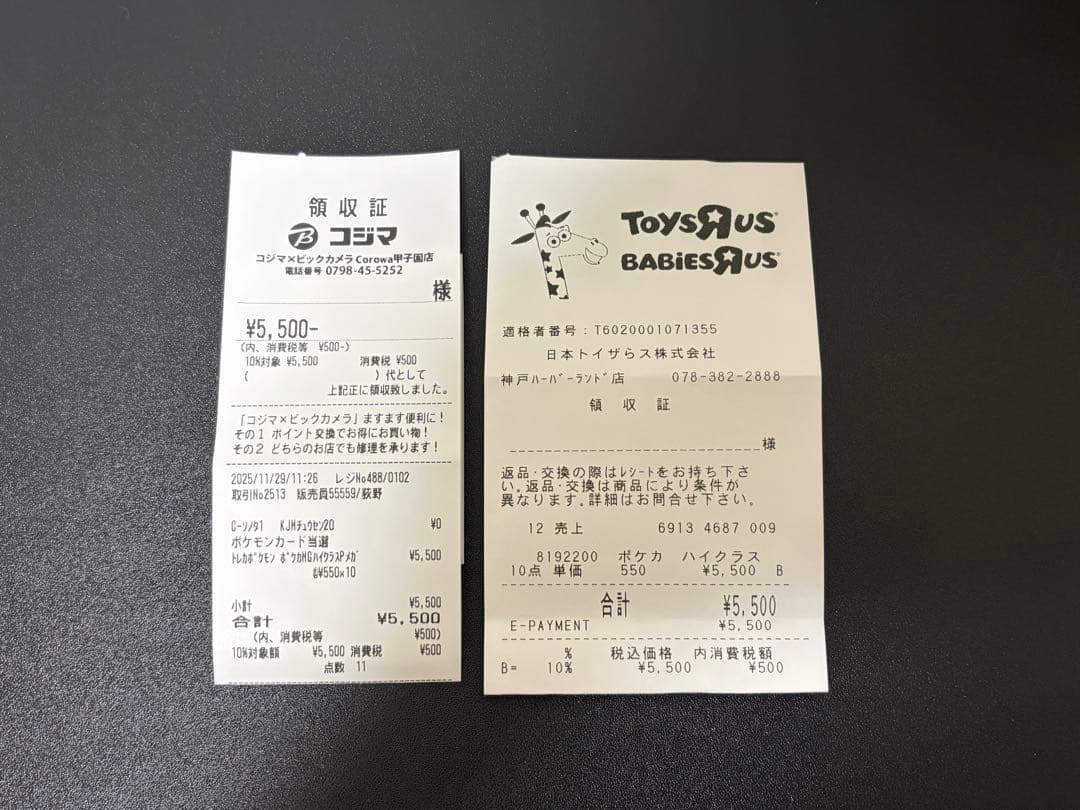 領収証
コジマ
コジマ×ビックカメラ Corowa甲子園店
電話番号 0798-45-5252
様
¥5,500-
(内、消費税等 ¥500-)
10%対象 ¥5,500 消費税 ¥500
( )代として
上記正に領収致しました。
「コジマ×ビックカメラ」ますます便利に!
その1 ポイント交換でお得にお買い物!
その2 どちらのお店でも修理を承ります!
2025/11/29/11:26 レジNo488/0102
取引No2513 販売員55559/荻野
C-ソノタ1 KJMチュウセン20 ¥0
ポケモンカード当選
トレカポケモン ポケカMGハイクラスPメガ ¥5,500
@¥550×10
小計 ¥5,500
合計 ¥5,500
(内、消費税等 ¥500)
10%対象額 ¥5,500 消費税 ¥500
点数 11
TOYSЯUS
BABIESЯUS
適格者番号:T6020001071355
日本トイザらス株式会社
神戸ハーバーランド店 078-382-2888
領 収 証
様
返品・交換の際はレシートをお持ち下さ
い。返品・交換は商品により条件が
異なります。詳細はお問合せ下さい。
12 売上 6913 4687 009
8192200 ポケカ ハイクラス
10点 単価 550 ¥5,500 B
合計 ¥5,500
E-PAYMENT ¥5,500
% 税込価格 内消費税額
B= 10% ¥5,500 ¥500